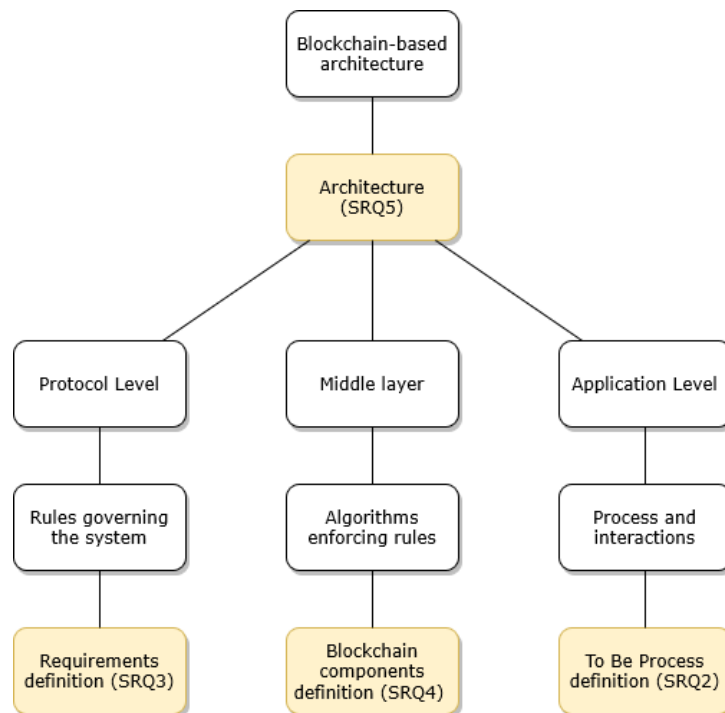 Blockchain-based
architecture
Architecture
(SRQ5)
Protocol Level
Middle layer
Application Level
Rules governing
the system
Algorithms
enforcing rules
Process and
interactions
Requirements
definition (SRQ3)
Blockchain
components
definition (SRQ4)
To Be Process
definition (SRQ2)